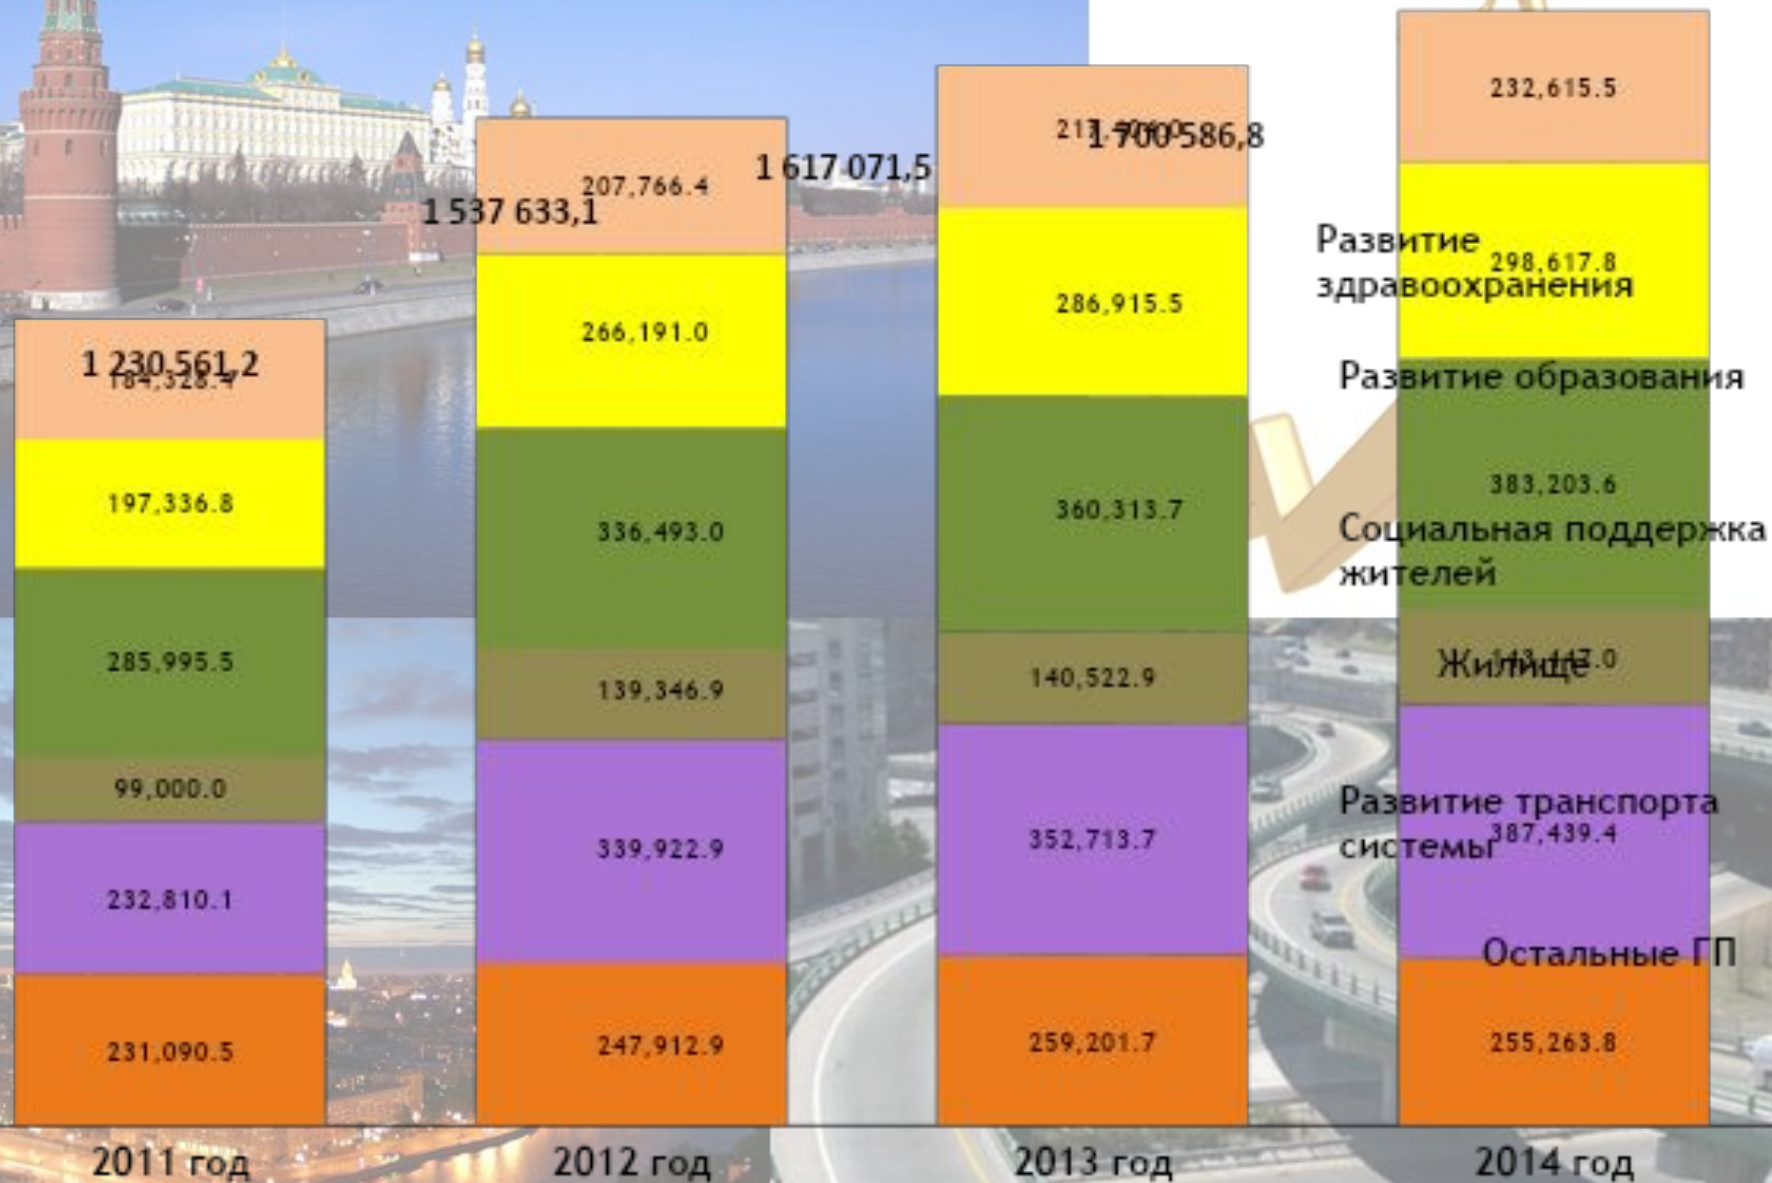 232,615.5
1 700 586,8
1 617 071,5
207,766.4
1 537 633,1
Развитие
здравоохранения
298,617.8
286,915.5
266,191.0
1 230 561,2
184,328.4
Развитие образования
383,203.6
197,336.8
360,313.7
336,493.0
Социальная поддержка
жителей
285,995.5
Жилище
140,522.9
139,346.9
99,000.0
Развитие транспорта
системы
387,439.4
352,713.7
339,922.9
232,810.1
Остальные ГП
231,090.5
247,912.9
259,201.7
255,263.8
2011 год
2012 год
2013 год
2014 год